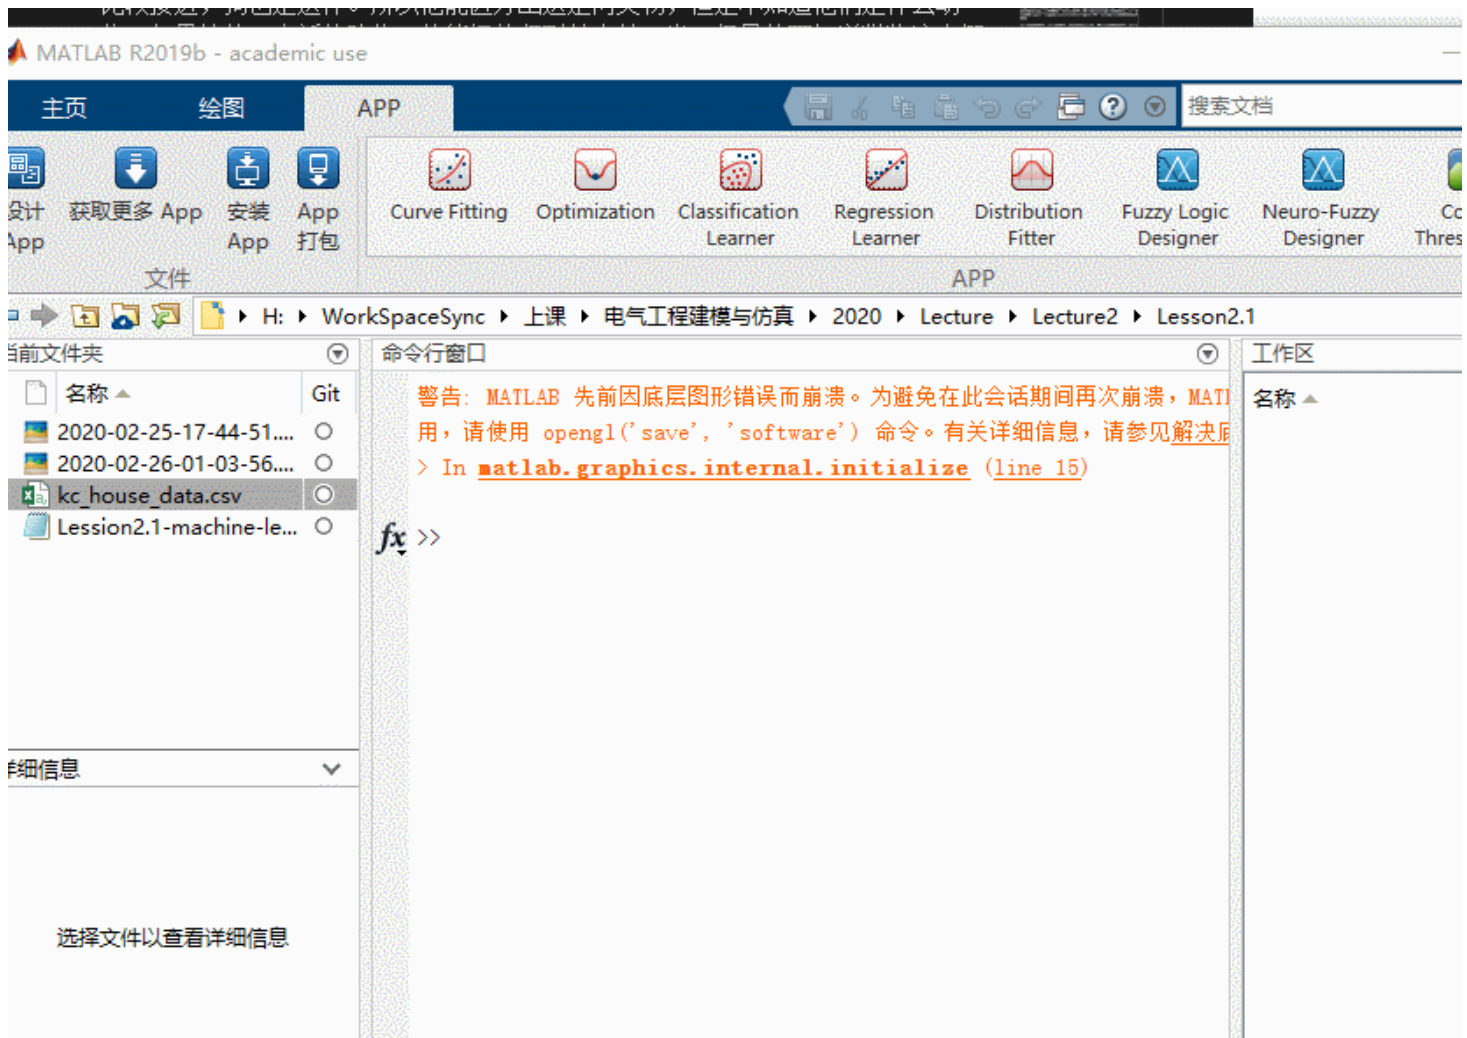 MATLAB R2019b - academic use
主页 绘图 APP 搜索文档
设计 获取更多 App 安装 App Curve Fitting Optimization Classification Regression Distribution Fuzzy Logic Neuro-Fuzzy
App App 打包 Learner Learner Fitter Designer Designer
文件 APP
H: WorkSpaceSync 上课 电气工程建模与仿真 2020 Lecture Lecture2 Lesson2.1
当前文件夹 命令行窗口 工作区
名称 Git
名称
警告: MATLAB 先前因底层图形错误而崩溃。为避免在此会话期间再次崩溃，
用，请使用 opengl('save', 'software') 命令。有关详细信息，请参见解决
> In matlab.graphics.internal.initialize (line 15)
fx >>
2020-02-25-17-44-51....
2020-02-26-01-03-56....
kc_house_data.csv
Lession2.1-machine-le...
详细信息
选择文件以查看详细信息